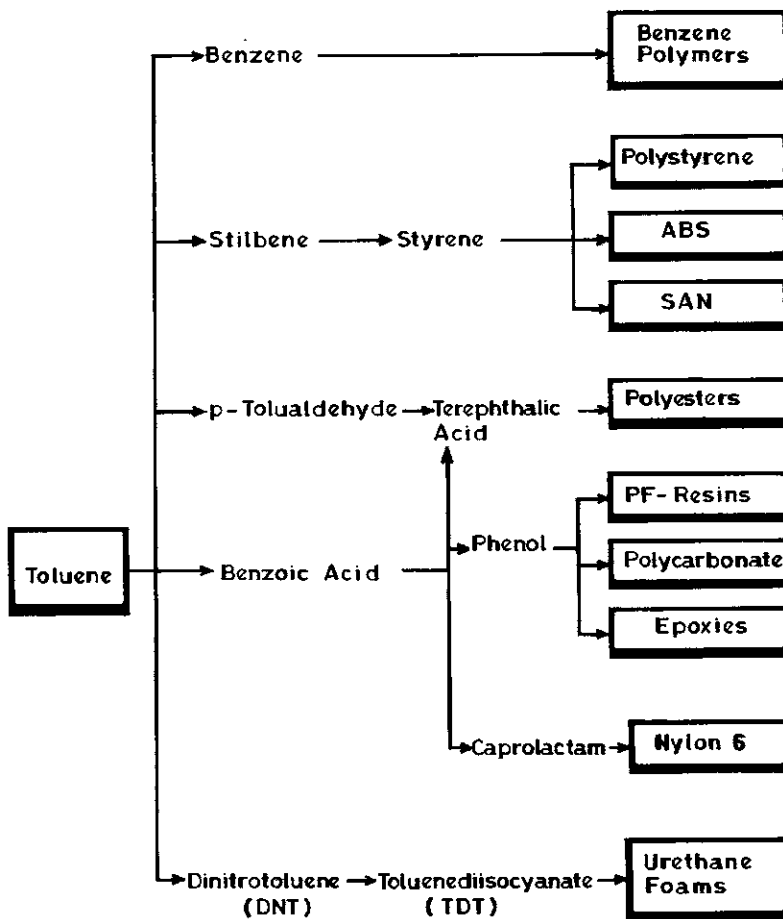 Benzene
Benzene
Polymers
Polystyrene
Stilbene
Styrene
ABS
SAN
p-Tolualdehyde
Terephthalic
Acid
Polyesters
PF-Resins
Phenol
Toluene
Benzoic Acid
Polycarbonate
Epoxies
Caprolactam
Nylon 6
Dinitrotoluene
(DNT)
Toluenediisocyanate
(TDT)
Urethane
Foams